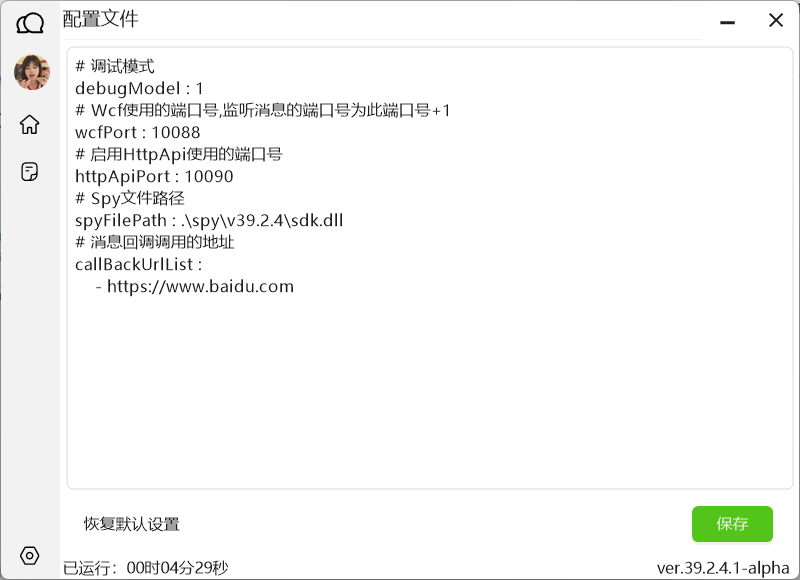 配置文件
# 调试模式
debugModel : 1
# Wcf使用的端口号,监听消息的端口号为此端口号+1
wcfPort : 10088
# 启用HttpApi使用的端口号
httpApiPort : 10090
# Spy文件路径
spyFilePath : .\spy\v39.2.4\sdk.dll
# 消息回调调用的地址
callBackUrlList :
- https://www.baidu.com
恢复默认设置
保存
已运行：00时04分29秒
ver.39.2.4.1-alpha